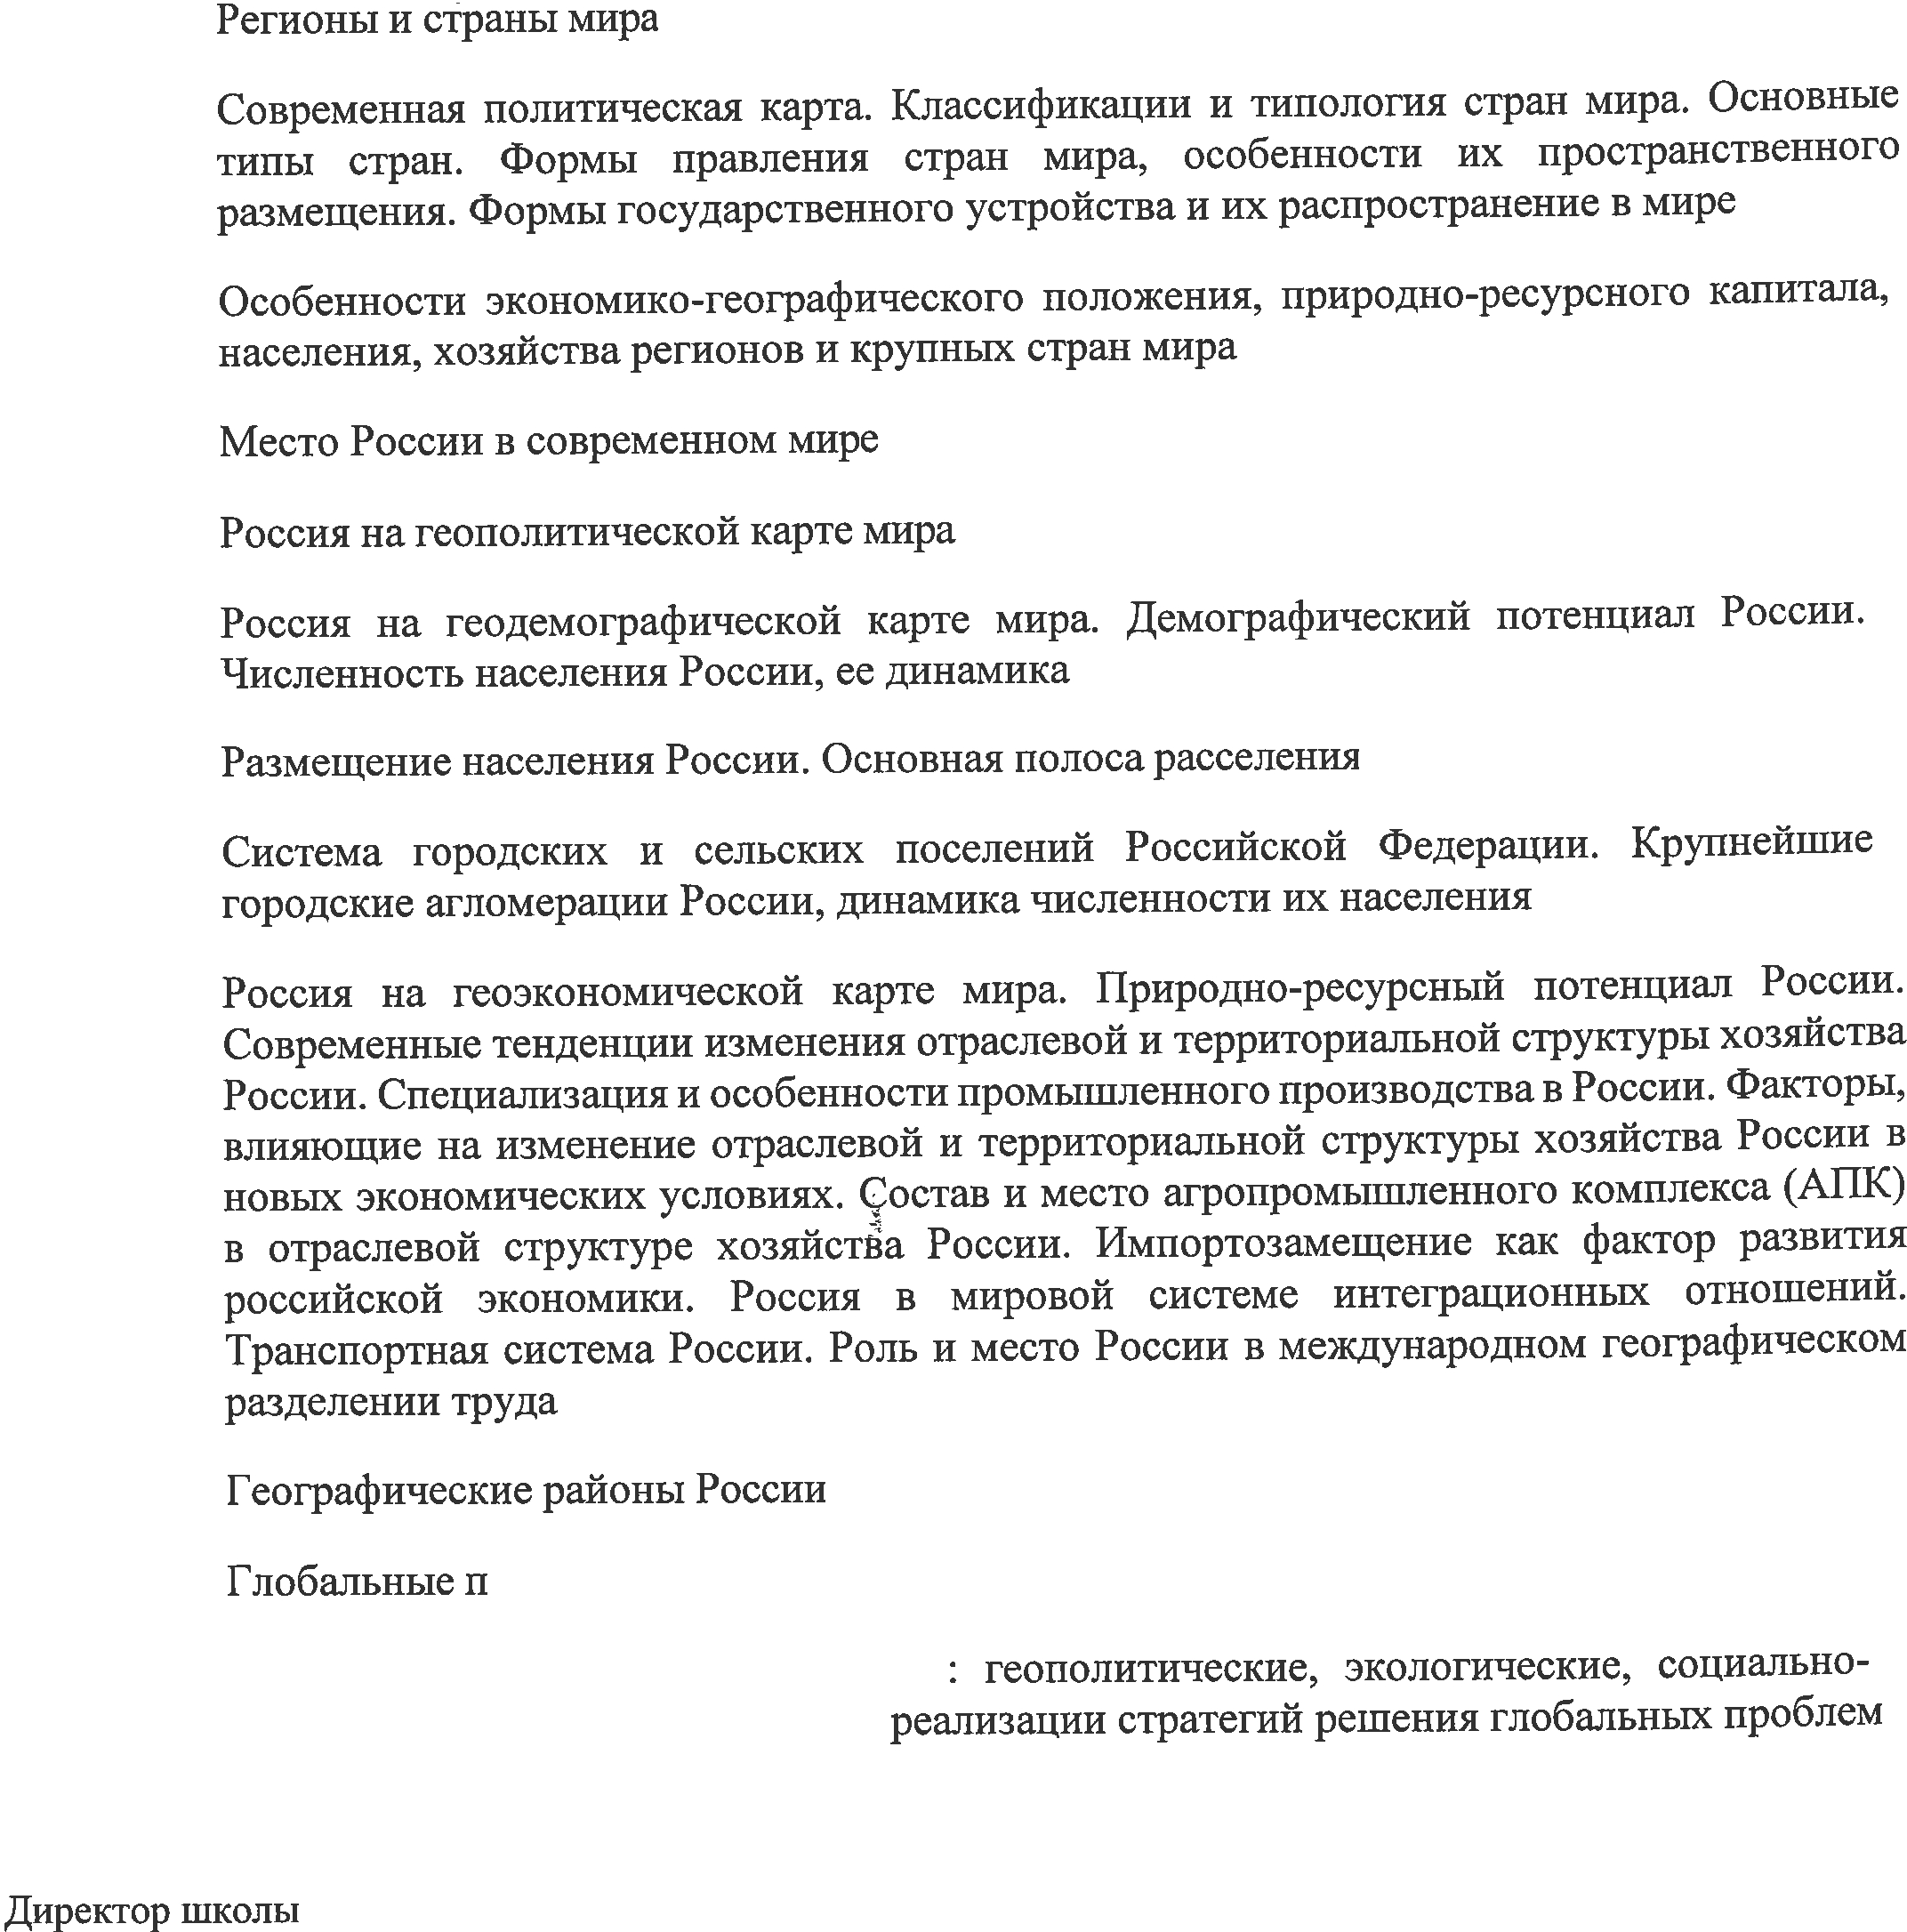 Регионы и страны мира
Современная политическая карта. Классификации и типология стран мира. Основные
типы стран. Формы правления стран мира, особенности их пространственного
размещения. Формы государственного устройства и их распространение в мире
Особенности экономико-географического положения, природно-ресурсного капитала,
населения, хозяйства регионов и крупных стран мира
Место России в современном мире
Россия на геополитической карте мира
Россия на геодемографической карте мира. Демографический потенциал России.
Численность населения России, ее динамика
Размещение населения России. Основная полоса расселения
Система городских и сельских поселений Российской Федерации. Крупнейшие
городские агломерации России, динамика численности их населения
Россия на геоэкономической карте мира. Природно-ресурсный потенциал России.
Современные тенденции изменения отраслевой и территориальной структуры хозяйства
России. Специализация и особенности промышленного производства в России. Факторы,
влияющие на изменение отраслевой и территориальной структуры хозяйства России в
новых экономических условиях. Состав и место агропромышленного комплекса (АПК)
в отраслевой структуре хозяйства России. Импортозамещение как фактор развития
российской экономики. Россия в мировой системе интеграционных отношений.
Транспортная система России. Роль и место России в международном географическом
разделении труда
Географические районы России
Глобальные п
: геополитические, экологические, социально-
реализации стратегий решения глобальных проблем
Директор школы